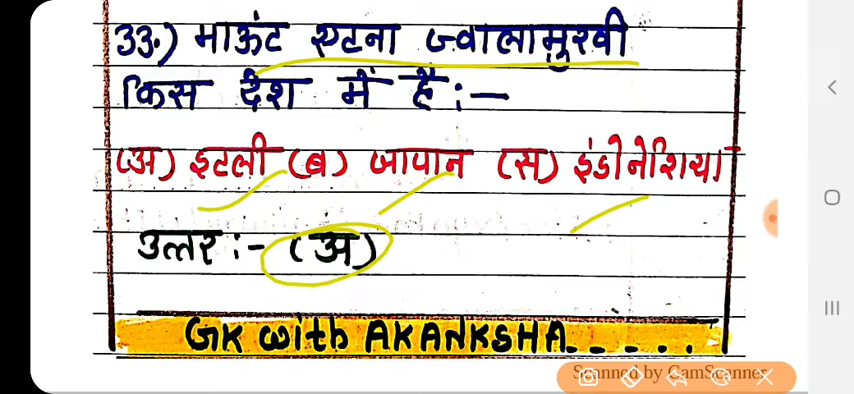 33.) माऊंट एटना ज्वालामुखी
किस देश में है :-
(अ) इटली (ब) जापान (स) इंडोनेशिया
उत्तर :- (अ)
GK with AKANKSHA.....
Scanned by CamScanner